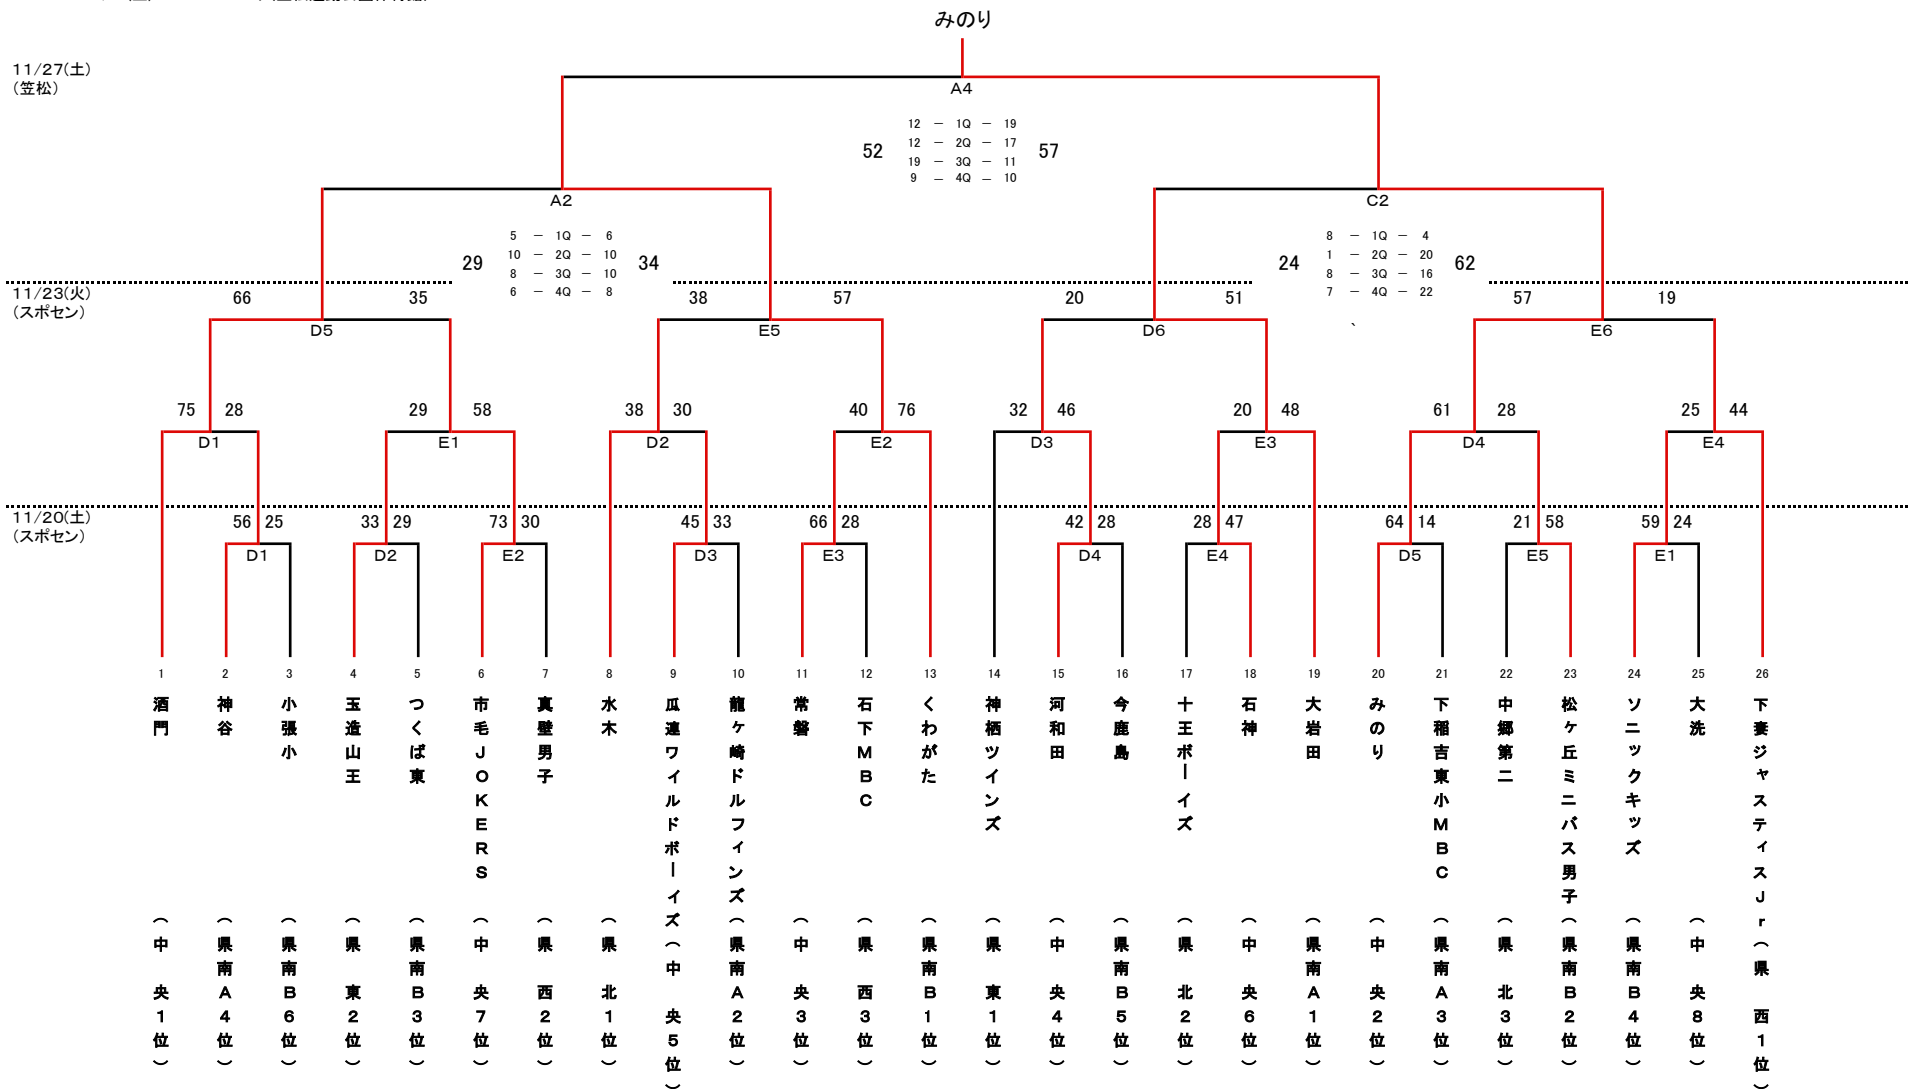 みのり
11/27(土)
(笠松)
A4
12 － 1Q － 19
12 － 2Q － 17
52 57
19 － 3Q － 11
9 － 4Q － 10
A2 C2
5 － 1Q － 6
10 － 2Q － 10
29 34
8 － 3Q － 10
6 － 4Q － 8
8 － 1Q － 4
1 － 2Q － 20
24 62
8 － 3Q － 16
7 － 4Q － 22
11/23(火)
(スポセン)
66 35 38 57 20 51 57 19
D5 E5 D6 、 E6
75 28 29 58 38 30 40 76 32 46 20 48 61 28 25 44
D1 E1 D2 E2 D3 E3 D4 E4
11/20(土)
(スポセン)
56 25 33 29 73 30 45 33 66 28 42 28 28 47 64 14 21 58 59 24
D1 D2 E2 D3 E3 D4 E4 D5 E5 E1
1 酒門 (中 央1位)
2 神谷 (県南A4位)
3 小張小 (県南B6位)
4 玉造山王 (県 東2位)
5 つくば東 (県南B3位)
6 市毛JOKERS (中 央7位)
7 真壁男子 (県 西2位)
8 水木 (県 北1位)
9 瓜連ワイルドボーイズ(中 央5位)
10 龍ヶ崎ドルフィンズ(県南A2位)
11 常磐 (中 央3位)
12 石下MBC (県 西3位)
13 くわがた (県南B1位)
14 神栖ツインズ (県 東1位)
15 河和田 (中 央4位)
16 今鹿島 (県南B5位)
17 十王ボーイズ (県 北2位)
18 石神 (中 央6位)
19 大岩田 (県南A1位)
20 みのり (中 央2位)
21 下稲吉東小MBC (県南A3位)
22 中郷第二 (県 北3位)
23 松ヶ丘ミニバス男子(県南B2位)
24 ソニックキッズ (県南B4位)
25 大洗 (中 央8位)
26 下妻ジャスティスJr(県 西1位)